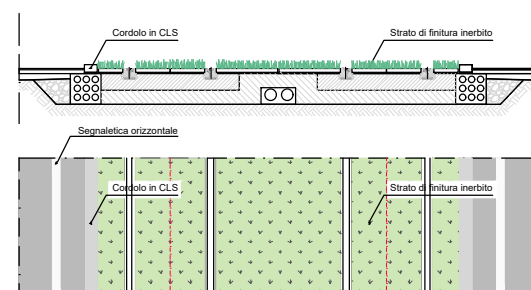 Cordolo in CLS
Strato di finitura inerbito
Segnaletica orizzontale
Cordolo in CLS
Strato di finitura inerbito